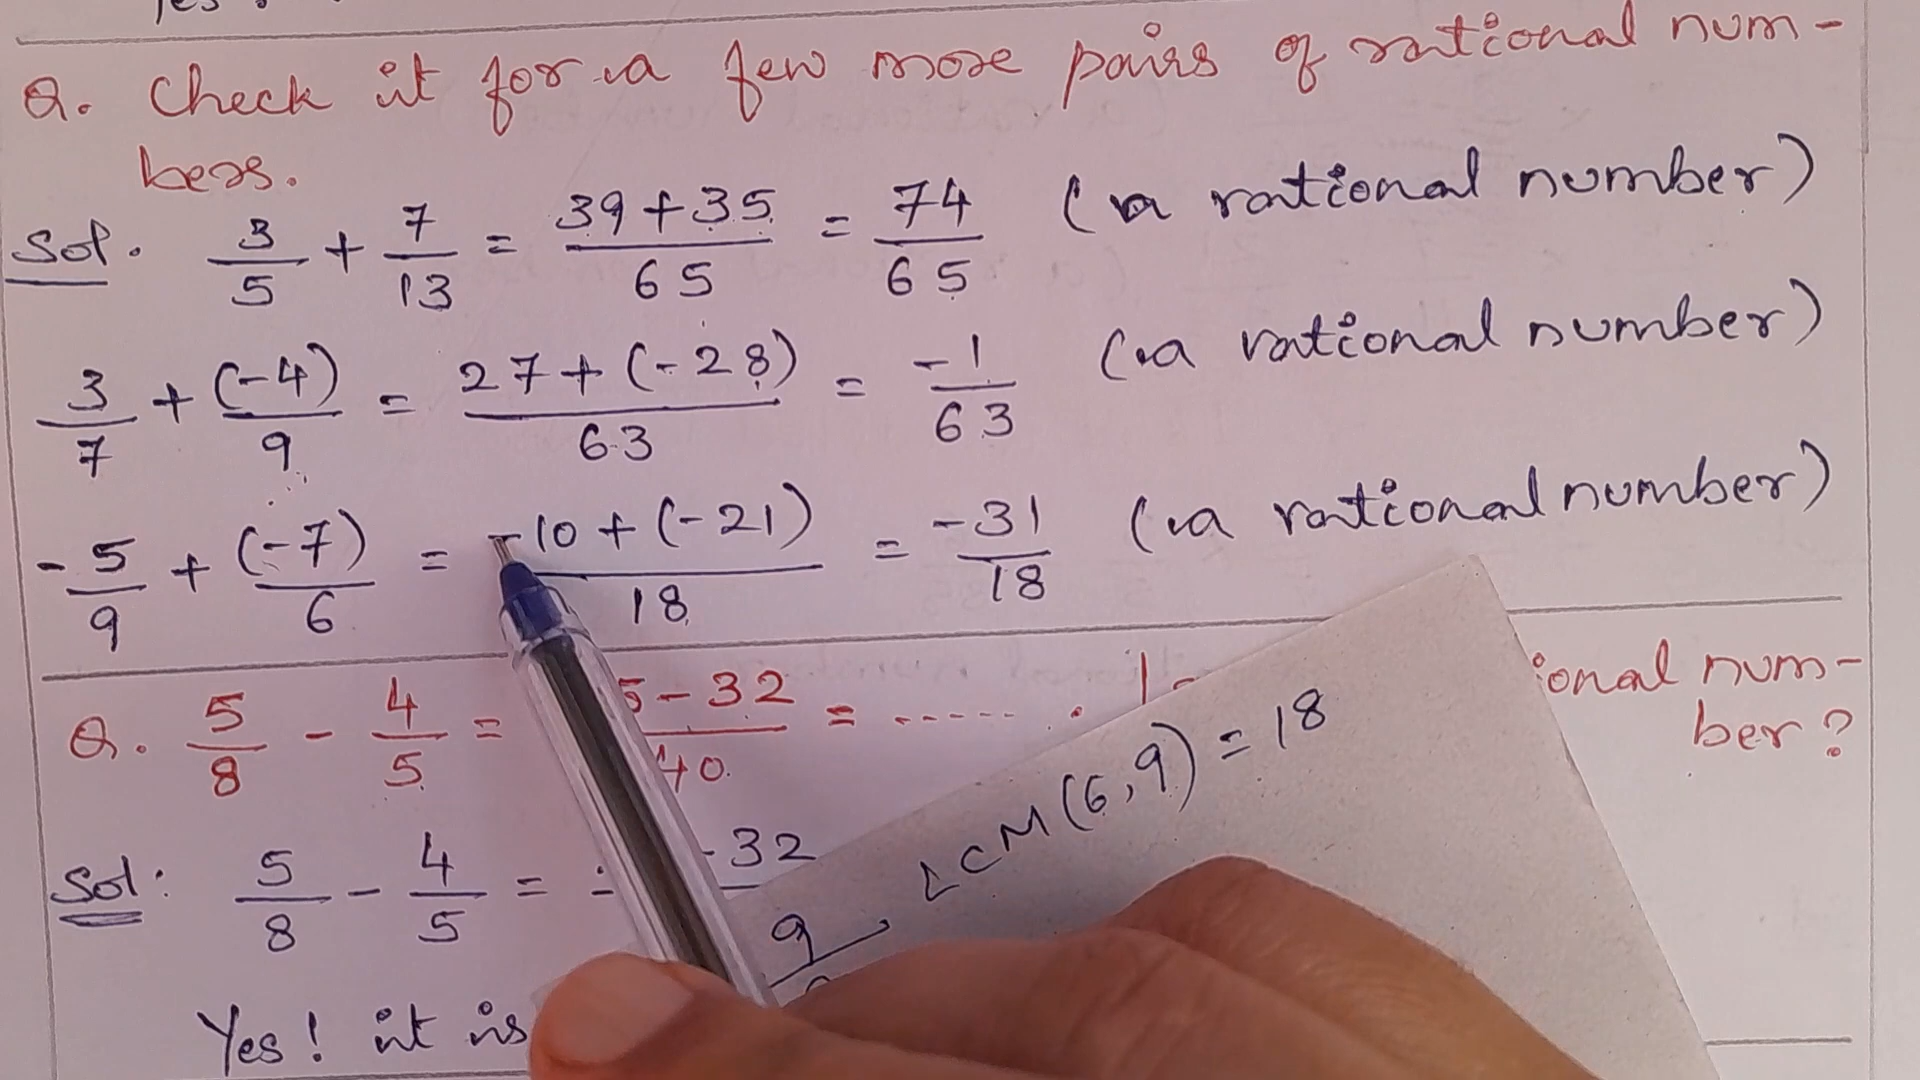 Yes!
Q. Check it for a few more pairs of rational num-
bers.
Sol. 3/5 + 7/13 = 39+35/65 = 74/65 (a rational number)
3/7 + (-4)/9 = 27+(-28)/63 = -1/63 (a rational number)
-5/9 + (-7)/6 = -10+(-21)/18 = -31/18 (a rational number)
Q. 5/8 - 4/5 = 5-32/40 = ...... . num-
ber?
Sol: 5/8 - 4/5 = -32
Yes! it is
LCM(6,9) = 18
9